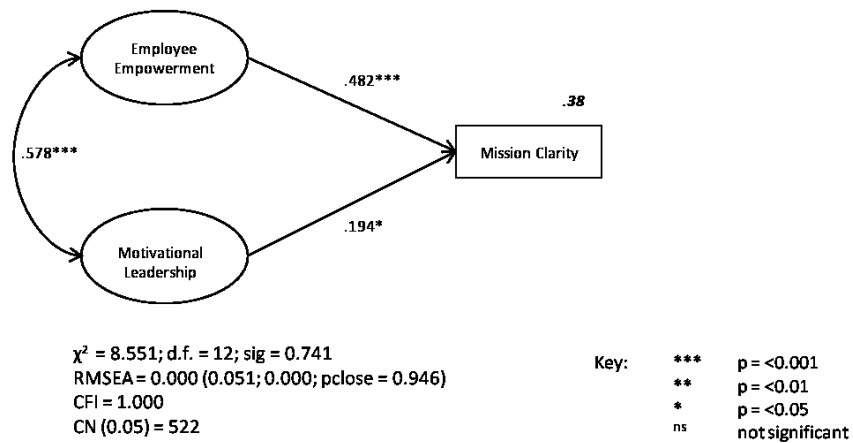 Employee
Empowerment
.482***
.38
Mission Clarity
.578***
.194*
Motivational
Leadership
χ² = 8.551; d.f. = 12; sig = 0.741
RMSEA = 0.000 (0.051; 0.000; pclose = 0.946)
CFI = 1.000
CN (0.05) = 522
Key: *** p = <0.001
** p = <0.01
* p = <0.05
ns not significant